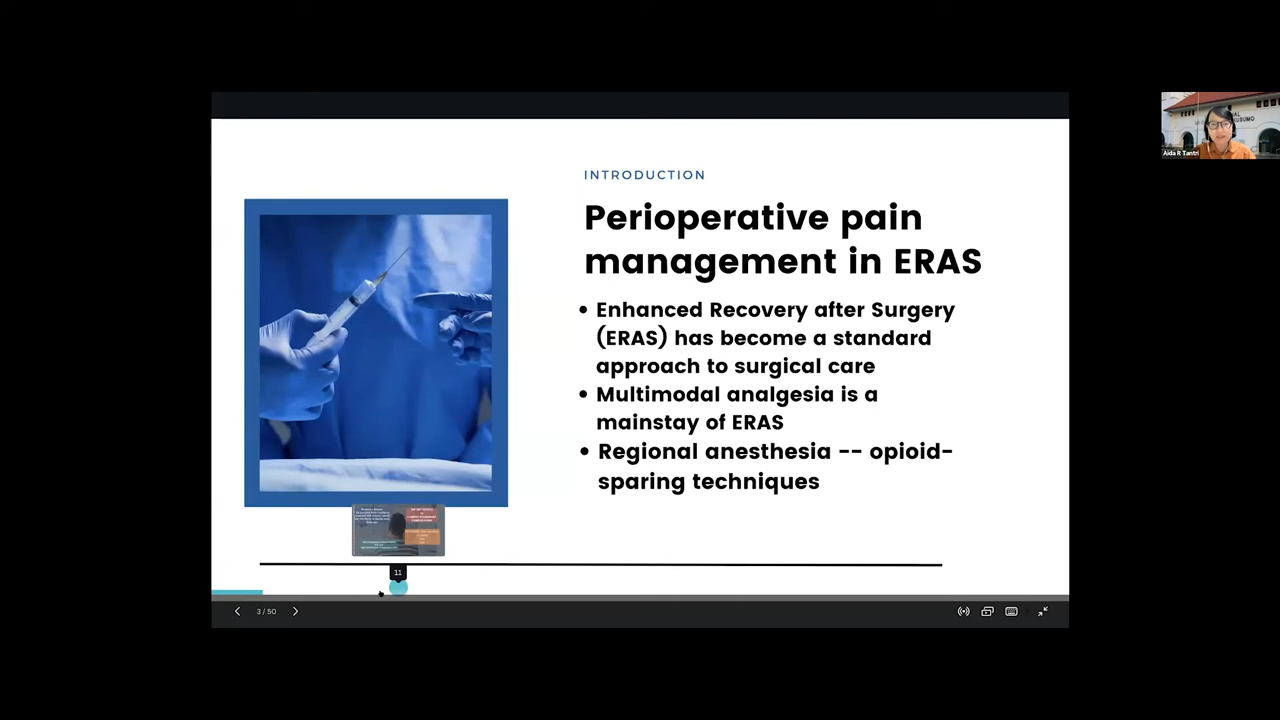 INTRODUCTION
Perioperative pain
management in ERAS
• Enhanced Recovery after Surgery
(ERAS) has become a standard
approach to surgical care
• Multimodal analgesia is a
mainstay of ERAS
• Regional anesthesia -- opioid-
sparing techniques
11
3 / 50
Aida R Tantri